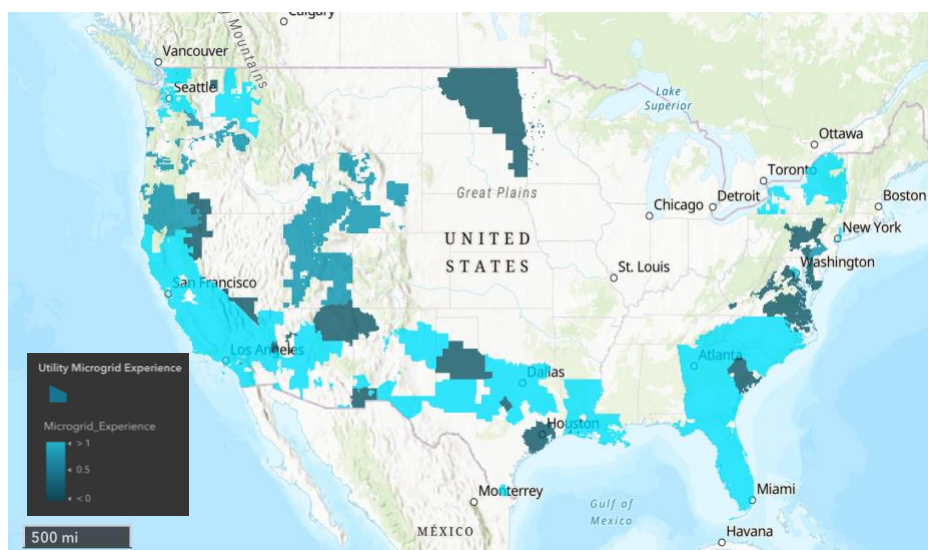 Calgary
Vancouver
Mountains
Seattle
Lake
Superior
Ottawa
Toronto
Great Plains
Chicago
Detroit
Boston
New York
UNITED
STATES
St. Louis
Washington
San Francisco
Los Angeles
Atlanta
Dallas
Houston
Monterrey
Gulf of
Mexico
Miami
MÉXICO
Havana
Utility Microgrid Experience
Microgrid_Experience
> 1
0.5
< 0
500 mi